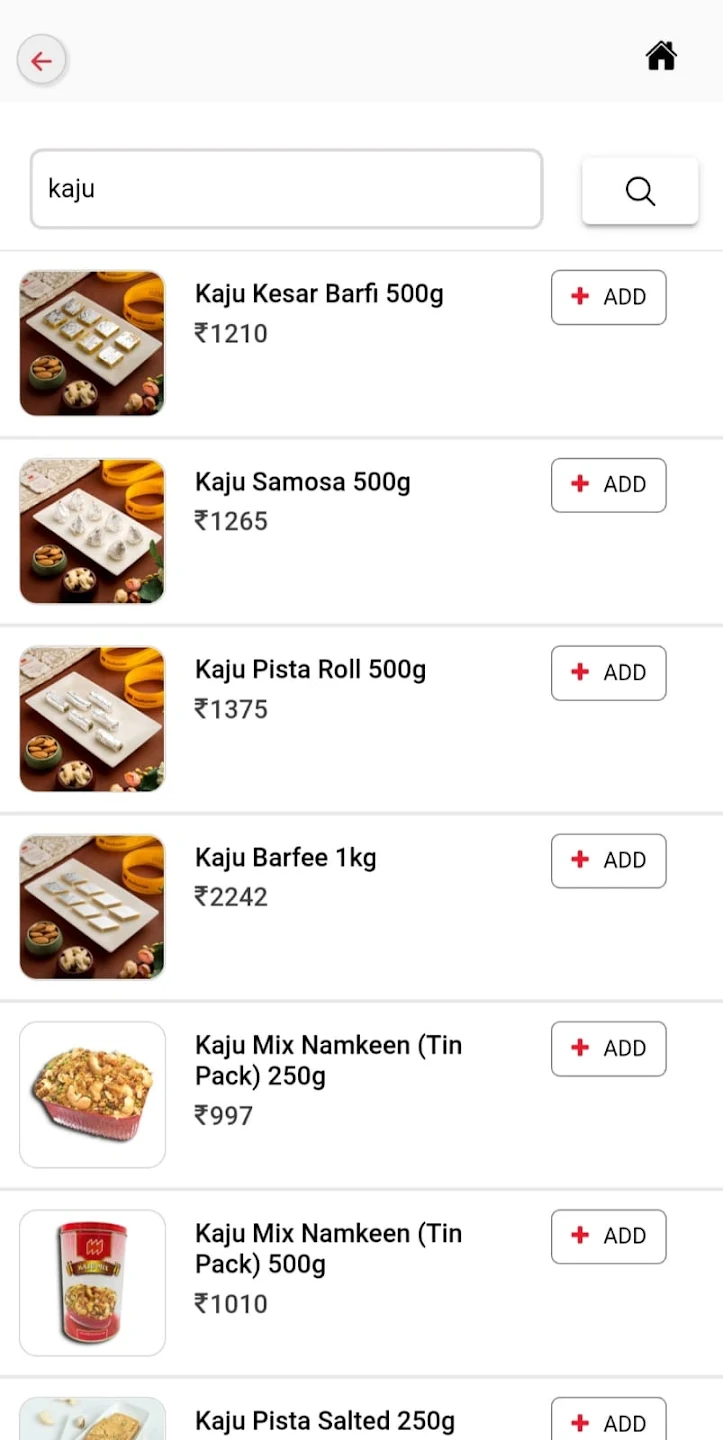 kaju
Kaju Kesar Barfi 500g
+ ADD
₹1210
Kaju Samosa 500g
+ ADD
₹1265
Kaju Pista Roll 500g
+ ADD
₹1375
Kaju Barfee 1kg
+ ADD
₹2242
Kaju Mix Namkeen (Tin
Pack) 250g
+ ADD
₹997
Kaju Mix Namkeen (Tin
Pack) 500g
+ ADD
₹1010
KAJU MIX
Kaju Pista Salted 250g
+ ADD